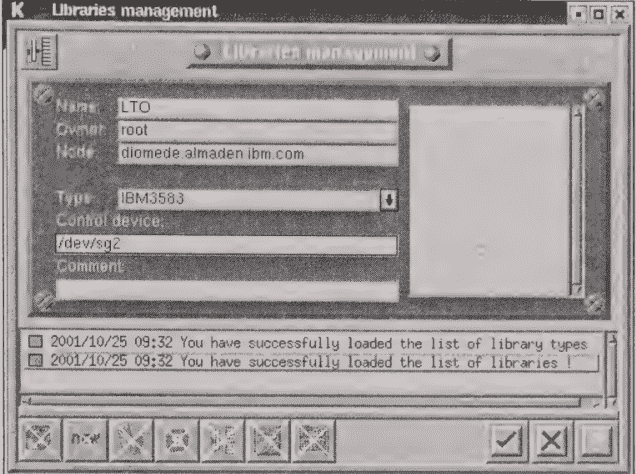 K Libraries management
Libraries management
Name: LTO
Owner: root
Node: diomede almaden ibm.com
Type: IBM3583
Control device:
/dev/sg2
Comment:
2001/10/25 09:32 You have successfully loaded the list of library types
2001/10/25 09:32 You have successfully loaded the list of libraries !
new